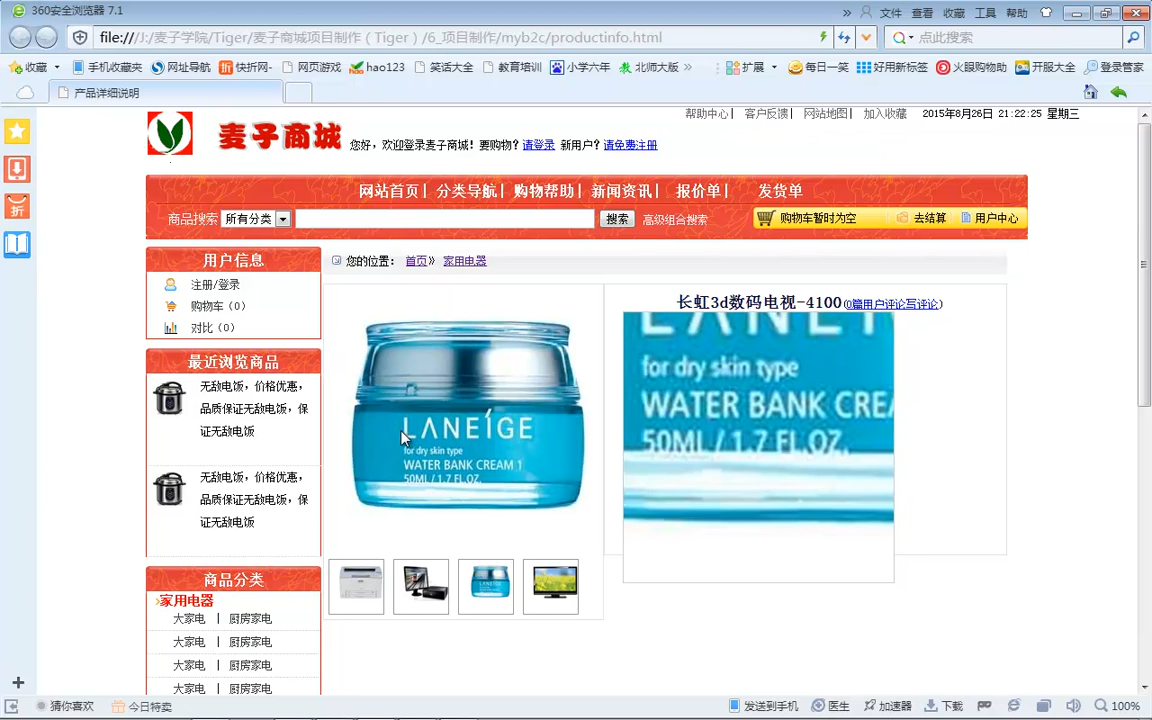 360安全浏览器 7.1
» 文件 查看 收藏 工具 帮助
file:///J:/麦子学院/Tiger/麦子商城项目制作（Tiger）/6_项目制作/myb2c/productinfo.html
点此搜索
收藏 手机收藏夹 网址导航 快折网- 网页游戏 hao123 笑话大全 教育培训 小学六年 北师大版 » 扩展 每日一笑 好用新标签 火眼购物助 开服大全 登录管家
产品详细说明
帮助中心| 客户反馈| 网站地图| 加入收藏 2015年8月26日 21:22:25 星期三
麦子商城 您好，欢迎登录麦子商城！要购物？请登录 新用户？请免费注册
网站首页| 分类导航| 购物帮助| 新闻资讯| 报价单| 发货单
商品搜索 所有分类 搜索 高级组合搜索 购物车暂时为空 去结算 用户中心
用户信息
注册/登录
购物车（0）
对比（0）
最近浏览商品
无敌电饭，价格优惠，
品质保证无敌电饭，保
证无敌电饭
无敌电饭，价格优惠，
品质保证无敌电饭，保
证无敌电饭
商品分类
家用电器
大家电 | 厨房家电
大家电 | 厨房家电
大家电 | 厨房家电
大家电 | 厨房家电
您的位置： 首页》 家用电器
LANEÍGE
for dry skin type
WATER BANK CREAM 1
50ML / 1.7 FL.OZ.
长虹3d数码电视-4100(0篇用户评论写评论)
LANEI
for dry skin type
WATER BANK CREA
50ML / 1.7 FL.OZ.
猜你喜欢 今日特卖 发送到手机 医生 加速器 下载 100%